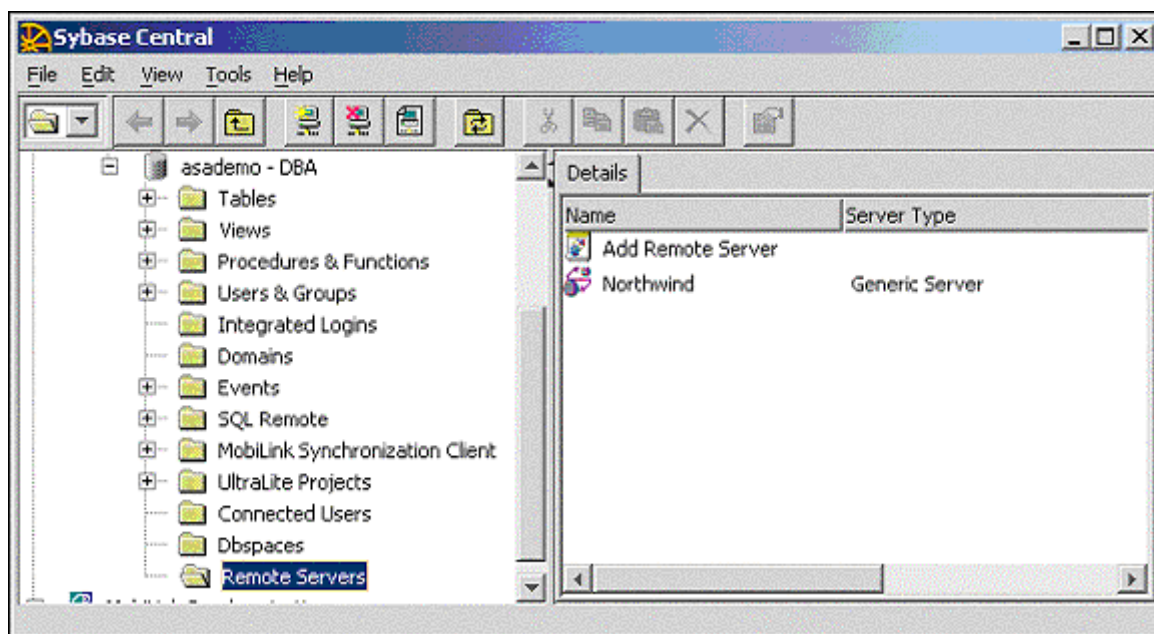 Sybase Central
File Edit View Tools Help
asademo - DBA
Tables
Views
Procedures & Functions
Users & Groups
Integrated Logins
Domains
Events
SQL Remote
MobiLink Synchronization Client
UltraLite Projects
Connected Users
Dbspaces
Remote Servers
Details
Name Server Type
Add Remote Server
Northwind Generic Server